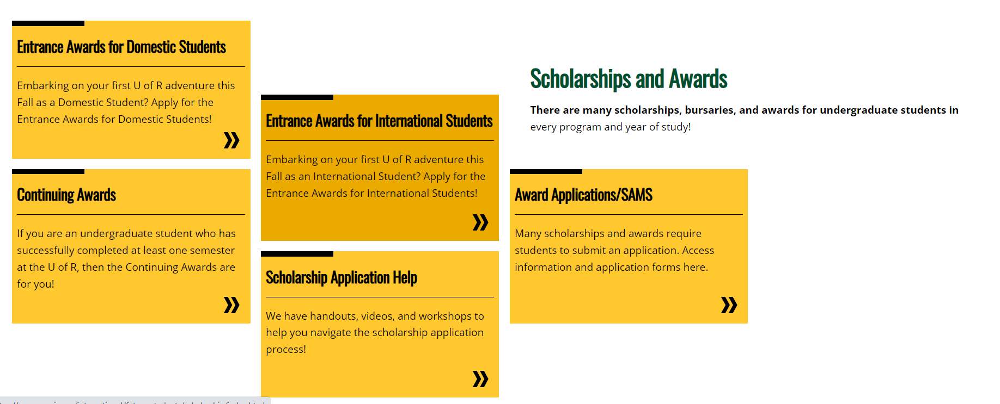 Entrance Awards for Domestic Students
Embarking on your first U of R adventure this
Fall as a Domestic Student? Apply for the
Entrance Awards for Domestic Students!
Continuing Awards
If you are an undergraduate student who has
successfully completed at least one semester
at the U of R, then the Continuing Awards are
for you!
Entrance Awards for International Students
Embarking on your first U of R adventure this
Fall as an International Student? Apply for the
Entrance Awards for International Students!
Scholarship Application Help
We have handouts, videos, and workshops to
help you navigate the scholarship application
process!
Scholarships and Awards
There are many scholarships, bursaries, and awards for undergraduate students in
every program and year of study!
Award Applications/SAMS
Many scholarships and awards require
students to submit an application. Access
information and application forms here.